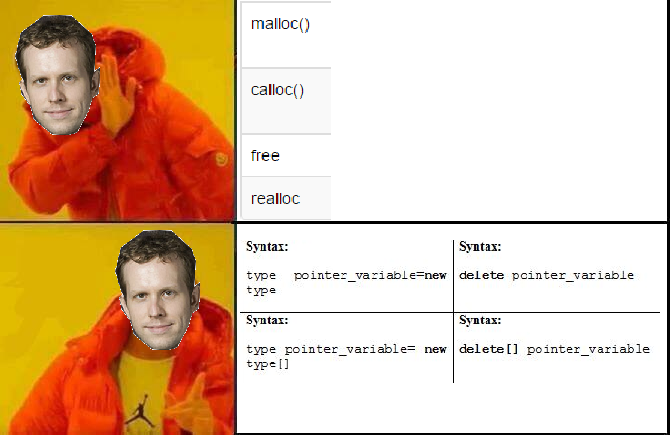 malloc()
calloc()
free
realloc
Syntax:
type pointer_variable=new
type
Syntax:
delete pointer_variable
Syntax:
type pointer_variable= new
type[]
Syntax:
delete[] pointer_variable